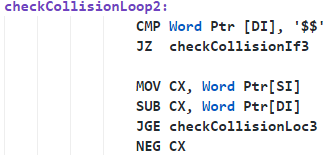 checkCollisionLoop2:
CMP Word Ptr [DI], '$$'
JZ checkCollisionIf3
MOV CX, Word Ptr[SI]
SUB CX, Word Ptr[DI]
JGE checkCollisionLoc3
NEG CX